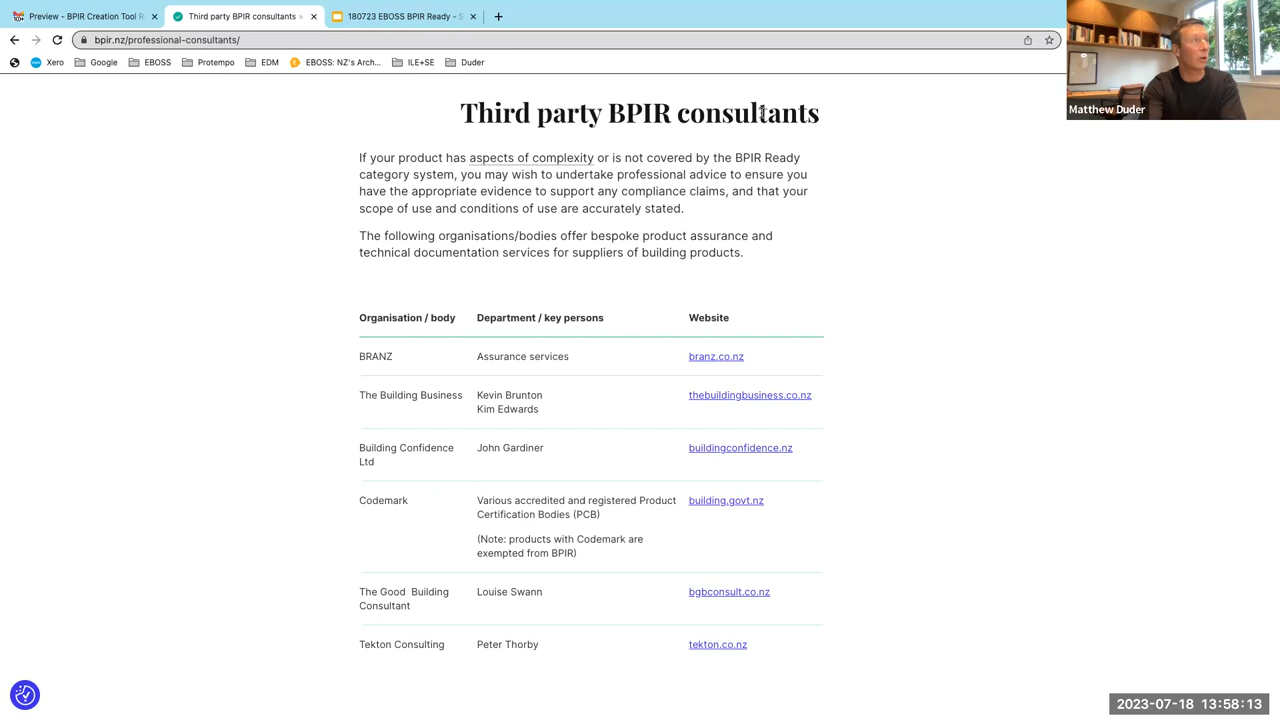 Preview - BPIR Creation Tool R
Third party BPIR consultants »
180723 EBOSS BPIR Ready - S
bpir.nz/professional-consultants/
Xero
Google
EBOSS
Protempo
EDM
EBOSS: NZ's Arch...
ILE+SE
Duder
Matthew Duder
Third party BPIR consultants
If your product has aspects of complexity or is not covered by the BPIR Ready
category system, you may wish to undertake professional advice to ensure you
have the appropriate evidence to support any compliance claims, and that your
scope of use and conditions of use are accurately stated.
The following organisations/bodies offer bespoke product assurance and
technical documentation services for suppliers of building products.
Organisation / body Department / key persons Website
BRANZ Assurance services branz.co.nz
The Building Business Kevin Brunton thebuildingbusiness.co.nz
Kim Edwards
Building Confidence John Gardiner buildingconfidence.nz
Ltd
Codemark Various accredited and registered Product building.govt.nz
Certification Bodies (PCB)
(Note: products with Codemark are
exempted from BPIR)
The Good Building Louise Swann bgbconsult.co.nz
Consultant
Tekton Consulting Peter Thorby tekton.co.nz
2023-07-18 13:58:13